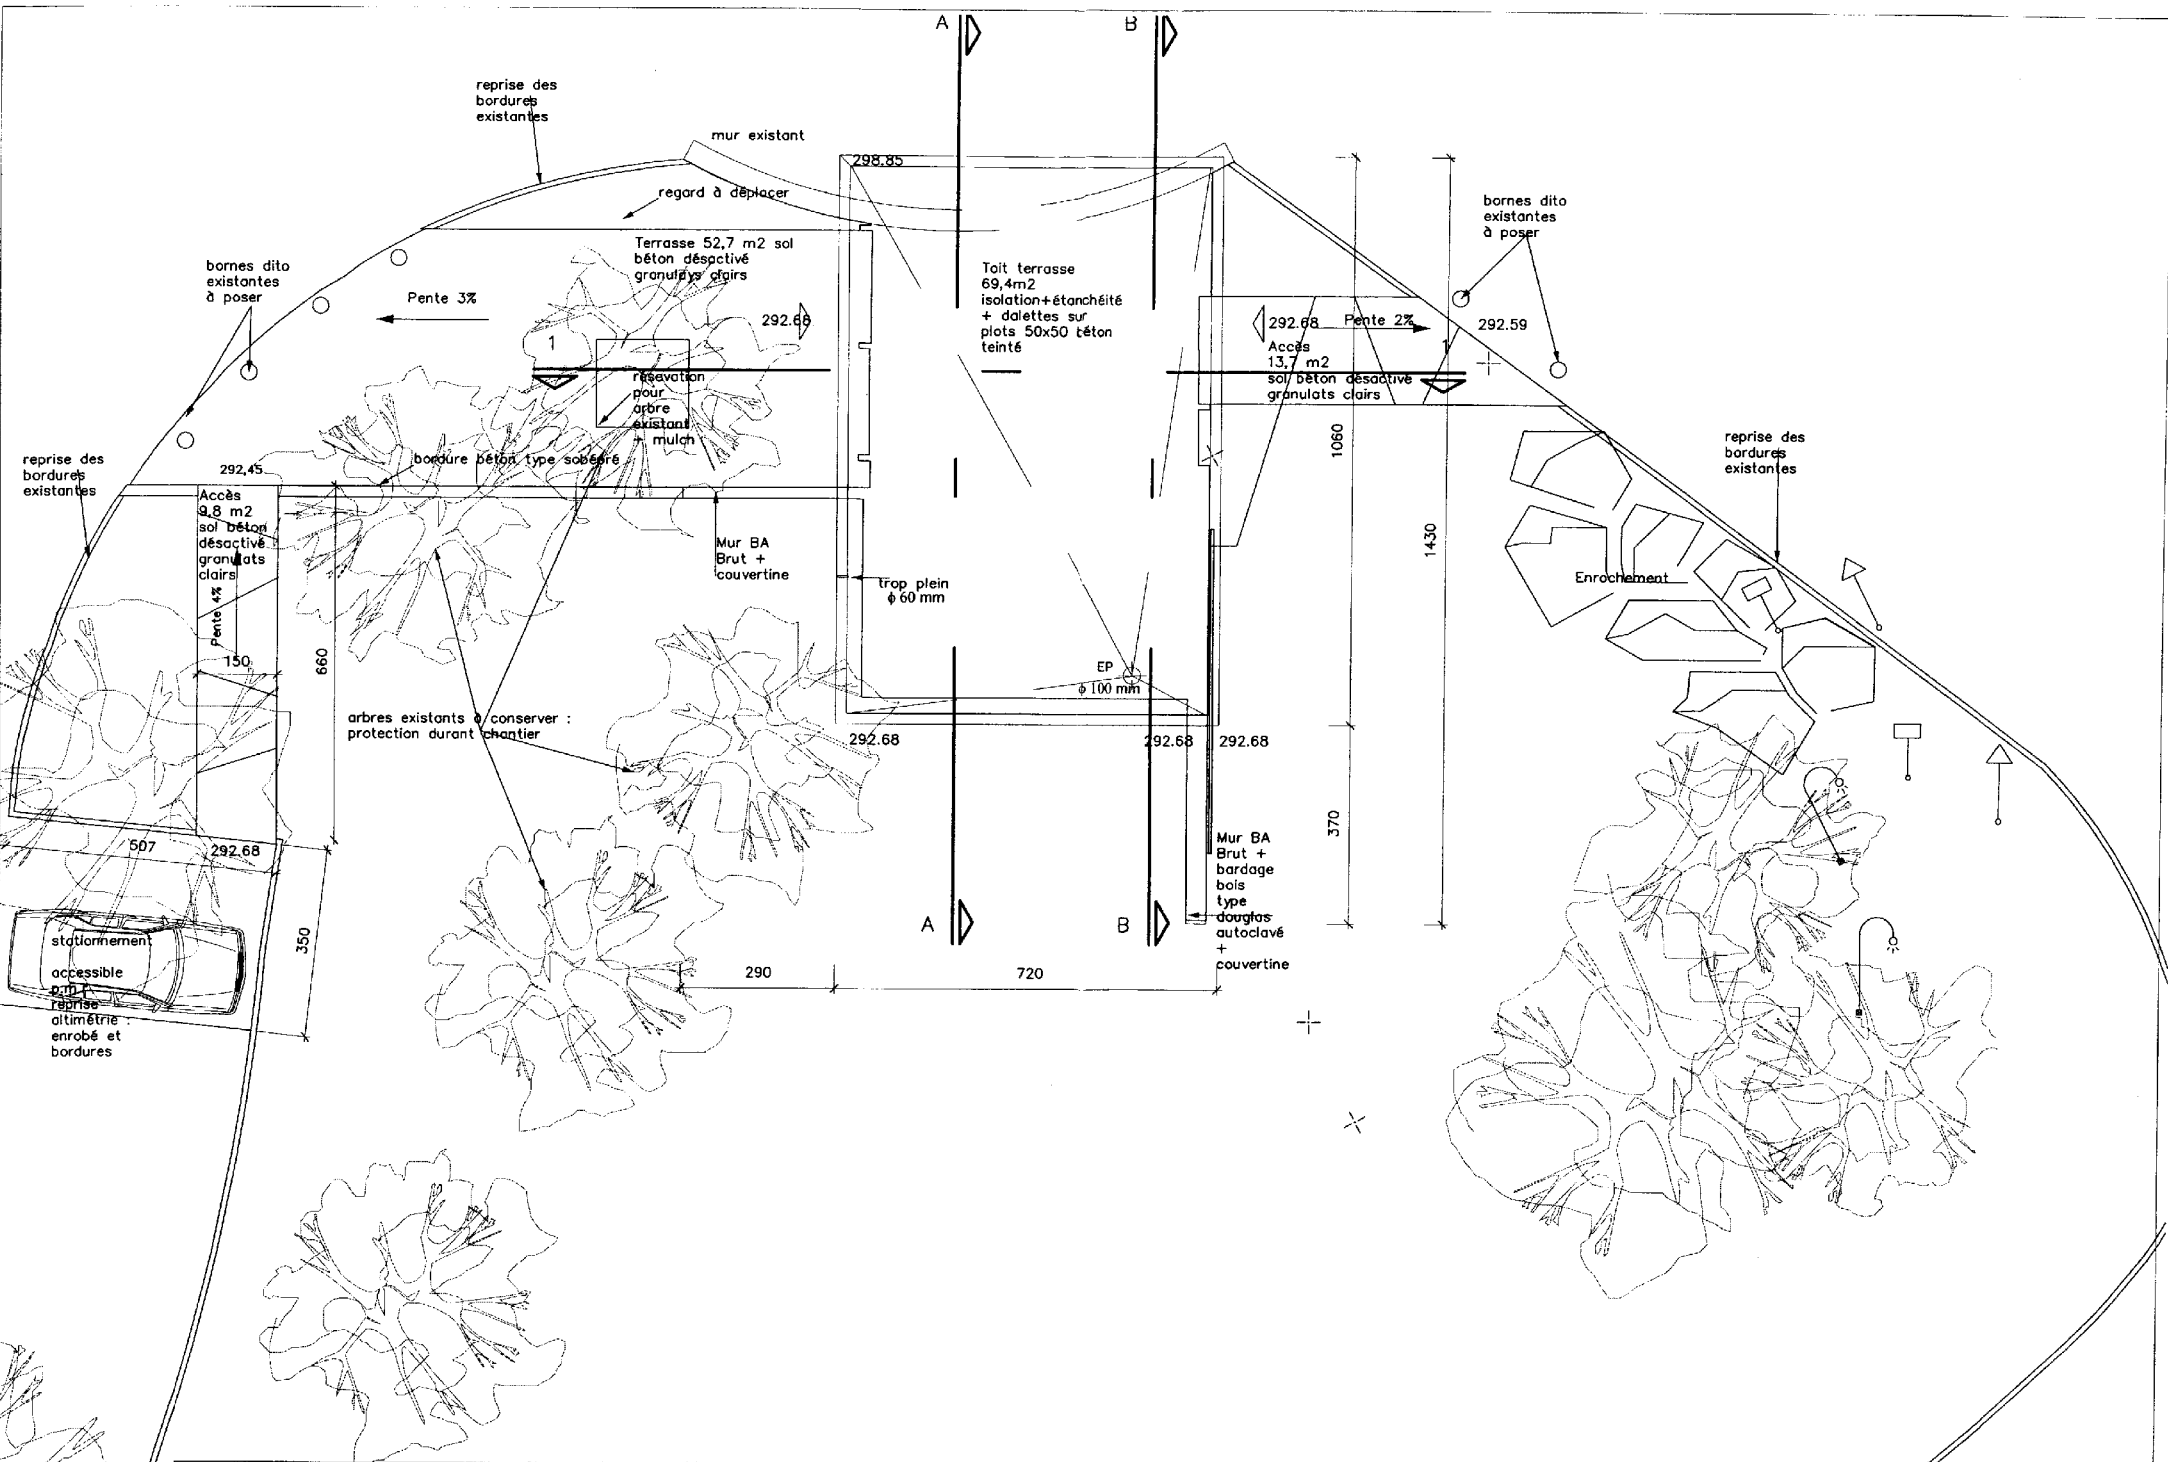 A
B
reprise des
bordures
existantes
mur existant
298.85
regard à déplacer
bornes dito
existantes
à poser
Terrasse 52,7 m2 sol
béton désactivé
granulays clairs
bornes dito
existantes
à poser
Pente 3%
292.68
1
Toit terrasse
69,4m2
isolation+étanchéité
+ dalettes sur
plots 50x50 béton
teinté
292.68
Pente 2%
292.59
Accès
13,7 m2
sol béton désactivé
granulats clairs
1
résevation
pour
arbre
existant
+ mulch
reprise des
bordures
existantes
292,45
bordure béton type
1060
reprise des
bordures
existantes
Accès
9,8 m2
sol béton
désactivé
granulats
clairs
Pente 4%
150
660
Mur BA
Brut +
couvertine
trop plein
ϕ 60 mm
1430
Enrochement
EP
ϕ 100 mm
arbres existants à conserver :
protection durant chantier
292.68
292.68
292.68
370
507
292.68
350
Mur BA
Brut +
bardage
bois
type
douglas
autoclavé
+
couvertine
A
B
stationnement
accessible
p.m.r
reprise
altimétrie :
enrobé et
bordures
290
720